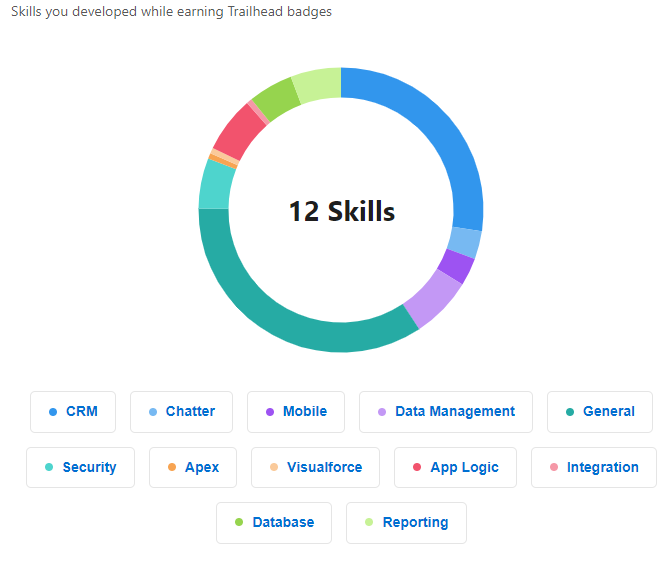 Skills you developed while earning Trailhead badges
12 Skills
CRM Chatter Mobile Data Management General
Security Apex Visualforce App Logic Integration
Database Reporting